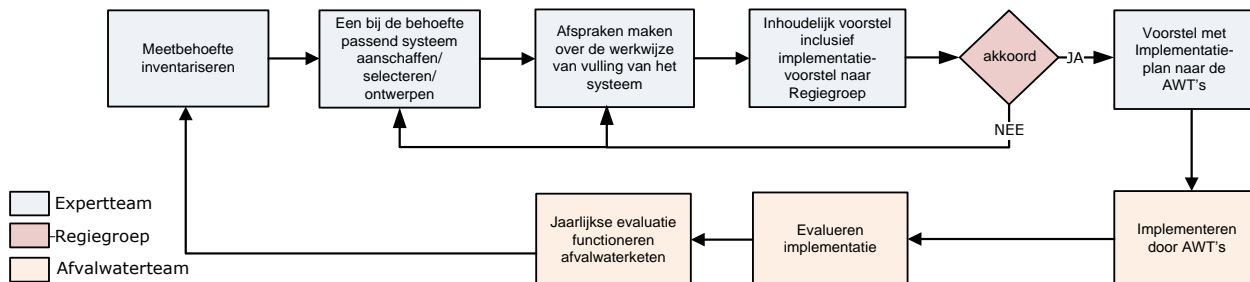 Meetbehoefte
inventariseren
Een bij de behoefte
passend systeem
aanschaffen/
selecteren/
ontwerpen
Afspraken maken
over de werkwijze
van vulling van het
systeem
Inhoudelijk voorstel
inclusief
implementatie-
voorstel naar
Regiegroep
akkoord
JA
Voorstel met
Implementatie-
plan naar de
AWT's
NEE
Expertteam
Regiegroep
Afvalwaterteam
Jaarlijkse evaluatie
functioneren
afvalwaterketen
Evalueren
implementatie
Implementeren
door AWT's